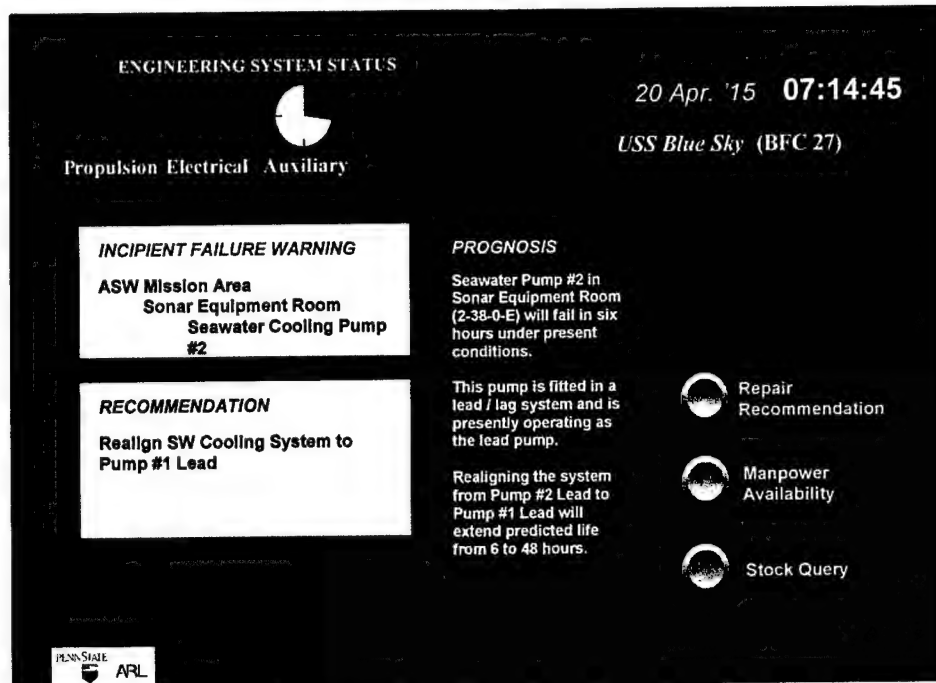 ENGINEERING SYSTEM STATUS
20 Apr. '15 07:14:45
USS Blue Sky (BFC 27)
Propulsion Electrical Auxiliary
INCIPIENT FAILURE WARNING
ASW Mission Area
Sonar Equipment Room
Seawater Cooling Pump
#2
RECOMMENDATION
Realign SW Cooling System to
Pump #1 Lead
PROGNOSIS
Seawater Pump #2 in
Sonar Equipment Room
(2-38-0-E) will fail in six
hours under present
conditions.
This pump is fitted in a
lead / lag system and is
presently operating as
the lead pump.
Realigning the system
from Pump #2 Lead to
Pump #1 Lead will
extend predicted life
from 6 to 48 hours.
Repair
Recommendation
Manpower
Availability
Stock Query
PENNSTATE
ARL